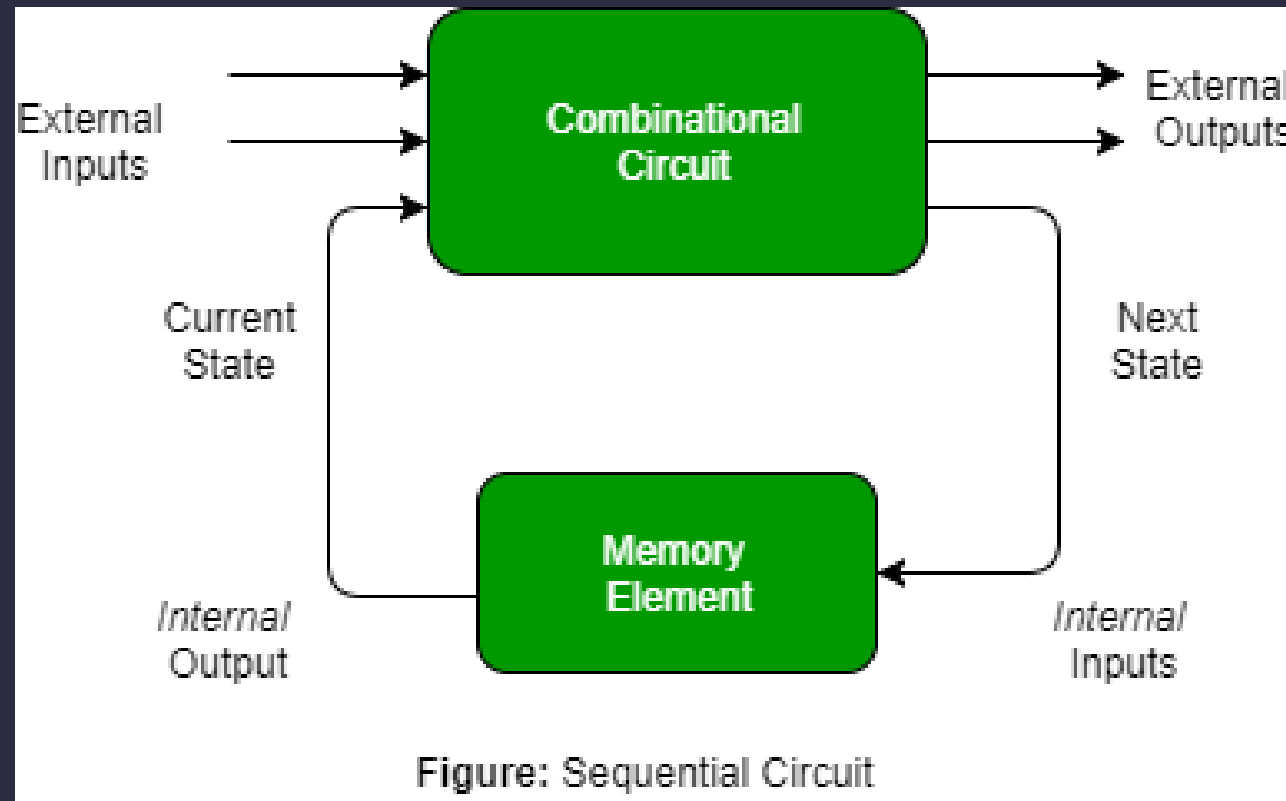 External
Inputs
Combinational
Circuit
External
Outputs
Current
State
Next
State
Memory
Element
Internal
Output
Internal
Inputs
Figure: Sequential Circuit